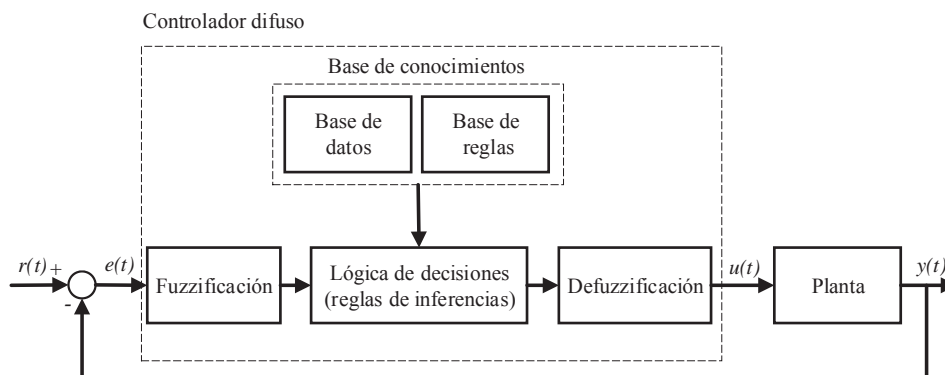 Controlador difuso
Base de conocimientos
Base de
datos
Base de
reglas
r(t) +
-
e(t)
Fuzzificación
Lógica de decisiones
(reglas de inferencias)
Defuzzificación
u(t)
Planta
y(t)